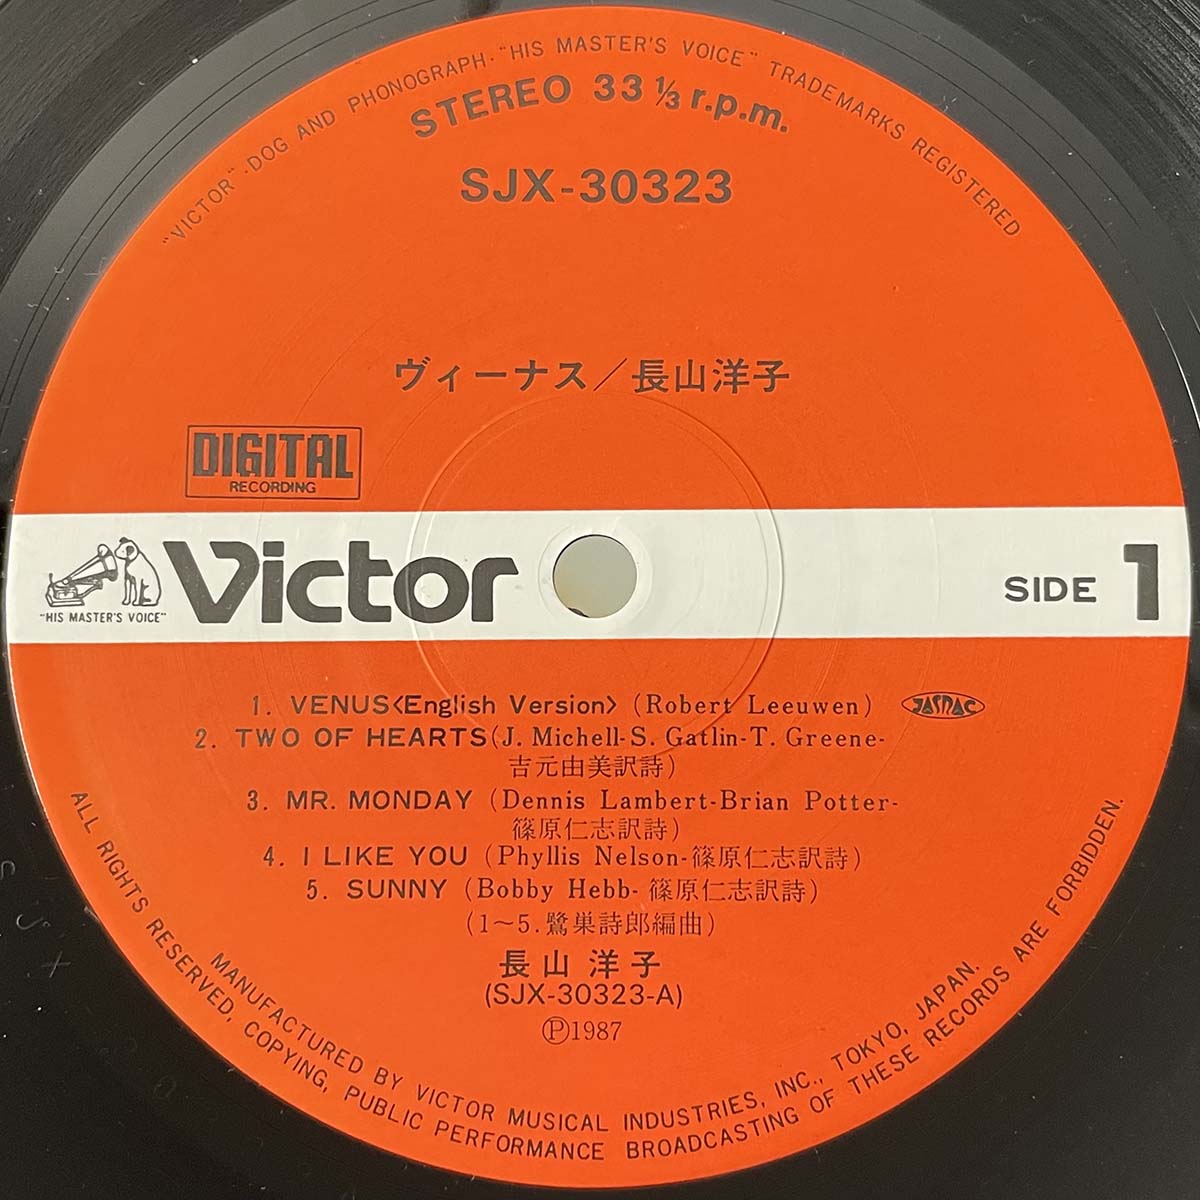 "VICTOR"-DOG AND PHONOGRAPH-"HIS MASTER'S VOICE" TRADEMARKS REGISTERED
STEREO 33 1/3 r.p.m.
SJX-30323
ヴィーナス/長山洋子
DIGITAL
RECORDING
"HIS MASTER'S VOICE"
Victor
SIDE 1
1. VENUS<English Version> (Robert Leeuwen) JASRAC
2. TWO OF HEARTS(J. Michell-S. Gatlin-T. Greene-
吉元由美訳詩)
3. MR. MONDAY (Dennis Lambert-Brian Potter-
篠原仁志訳詩)
4. I LIKE YOU (Phyllis Nelson-篠原仁志訳詩)
5. SUNNY (Bobby Hebb-篠原仁志訳詩)
(1〜5.鷺巣詩郎編曲)
長山洋子
(SJX-30323-A)
Ⓟ1987
MANUFACTURED BY VICTOR MUSICAL INDUSTRIES, INC., TOKYO, JAPAN.
ALL RIGHTS RESERVED, COPYING, PUBLIC PERFORMANCE BROADCASTING OF THESE RECORDS ARE FORBIDDEN.